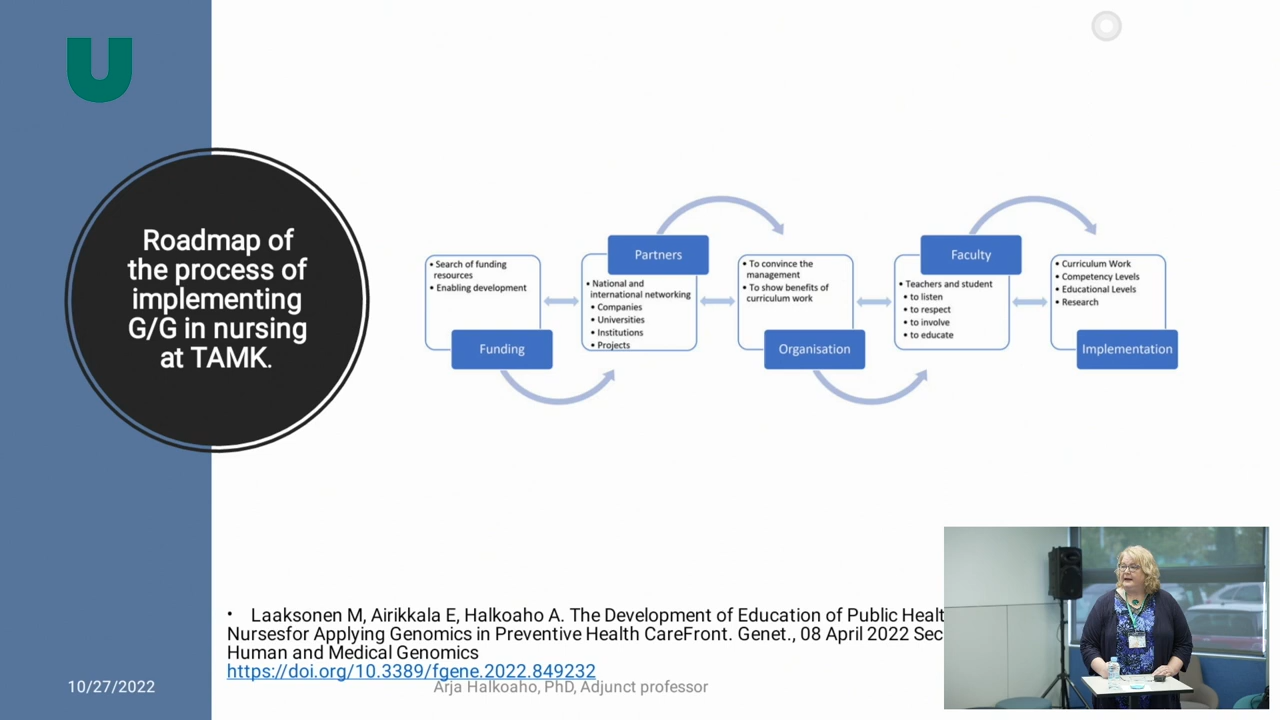 U
Roadmap of
the process of
implementing
G/G in nursing
at TAMK.
• Search of funding
resources
• Enabling development
Funding
Partners
• National and
international networking
• Companies
• Universities
• Institutions
• Projects
• To convince the
management
• To show benefits of
curriculum work
Organisation
Faculty
• Teachers and student
• to listen
• to respect
• to involve
• to educate
• Curriculum Work
• Competency Levels
• Educational Levels
• Research
Implementation
• Laaksonen M, Airikkala E, Halkoaho A. The Development of Education of Public Healt
Nursesfor Applying Genomics in Preventive Health CareFront. Genet., 08 April 2022 Sec
Human and Medical Genomics
https://doi.org/10.3389/fgene.2022.849232
10/27/2022
Arja Halkoaho, PhD, Adjunct professor